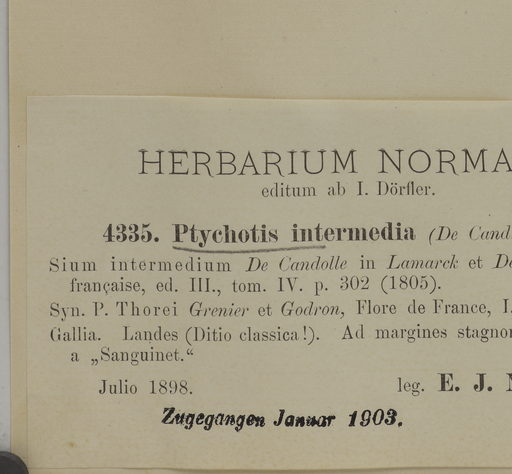 HERBARIUM NORMA
editum ab I. Dörfler.
4335. Ptychotis intermedia (De Cand
Sium intermedium De Candolle in Lamarck et De
française, ed. III., tom. IV. p. 302 (1805).
Syn. P. Thorei Grenier et Godron, Flore de France, I.
Gallia. Landes (Ditio classica!). Ad margines stagno
a „Sanguinet.“
Julio 1898.
leg. E. J.
Zugegangen Januar 1903.